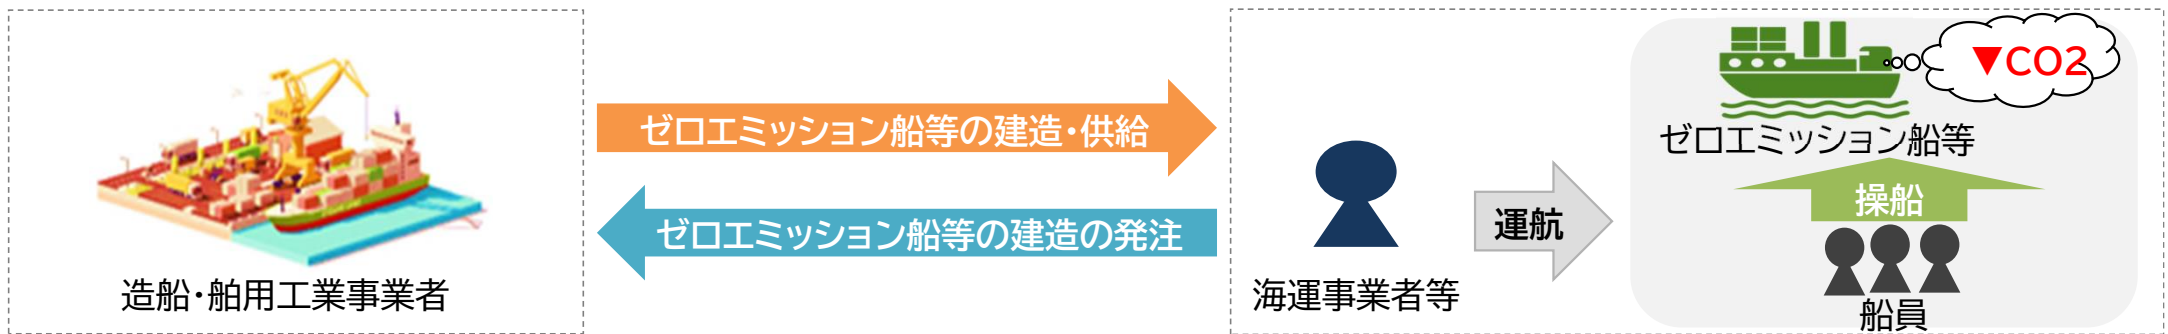 造船・舶用工業事業者
ゼロエミッション船等の建造・供給
ゼロエミッション船等の建造の発注
海運事業者等
運航
▼CO2
ゼロエミッション船等
操船
船員